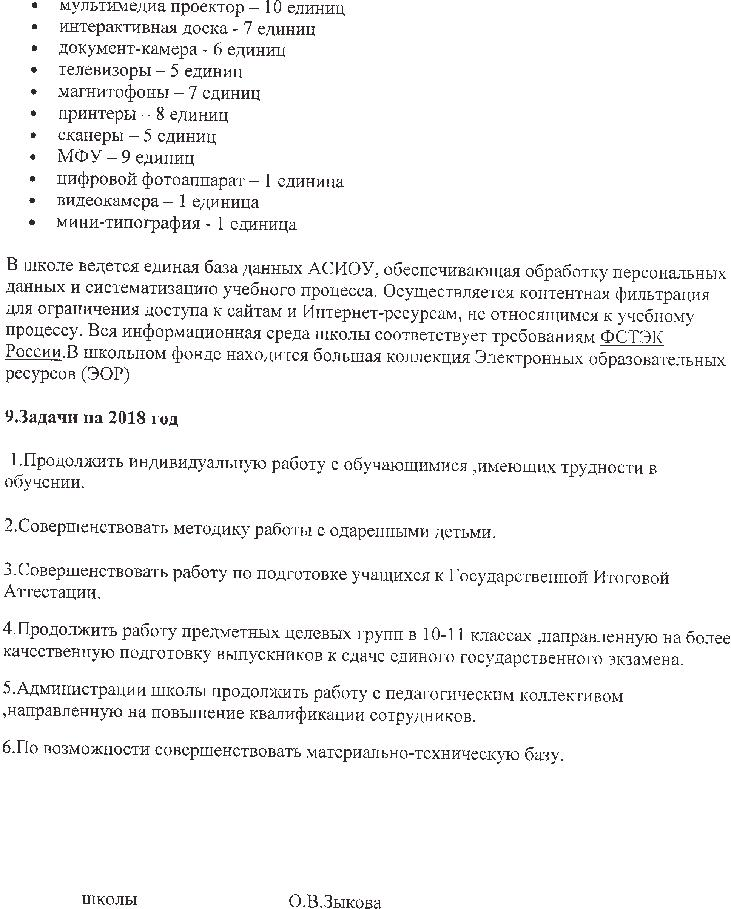 • мультимедиа проектор – 10 единиц
• интерактивная доска - 7 единиц
• документ-камера - 6 единиц
• телевизоры – 5 единиц
• магнитофоны – 7 единиц
• принтеры – 8 единиц
• сканеры – 5 единиц
• МФУ – 9 единиц
• цифровой фотоаппарат – 1 единица
• видеокамера – 1 единица
• мини-типография - 1 единица
В школе ведется единая база данных АСИОУ, обеспечивающая обработку персональных
данных и систематизацию учебного процесса. Осуществляется контентная фильтрация
для ограничения доступа к сайтам и Интернет-ресурсам, не относящимся к учебному
процессу. Вся информационная среда школы соответствует требованиям ФСТЭК
России.В школьном фонде находится большая коллекция Электронных образовательных
ресурсов (ЭОР)
9.Задачи на 2018 год
1.Продолжить индивидуальную работу с обучающимися ,имеющих трудности в
обучении.
2.Совершенствовать методику работы с одаренными детьми.
3.Совершенствовать работу по подготовке учащихся к Государственной Итоговой
Аттестации.
4.Продолжить работу предметных целевых групп в 10-11 классах ,направленную на более
качественную подготовку выпускников к сдаче единого государственного экзамена.
5.Администрации школы продолжить работу с педагогическим коллективом
,направленную на повышение квалификации сотрудников.
6.По возможности совершенствовать материально-техническую базу.
школы О.В.Зыкова